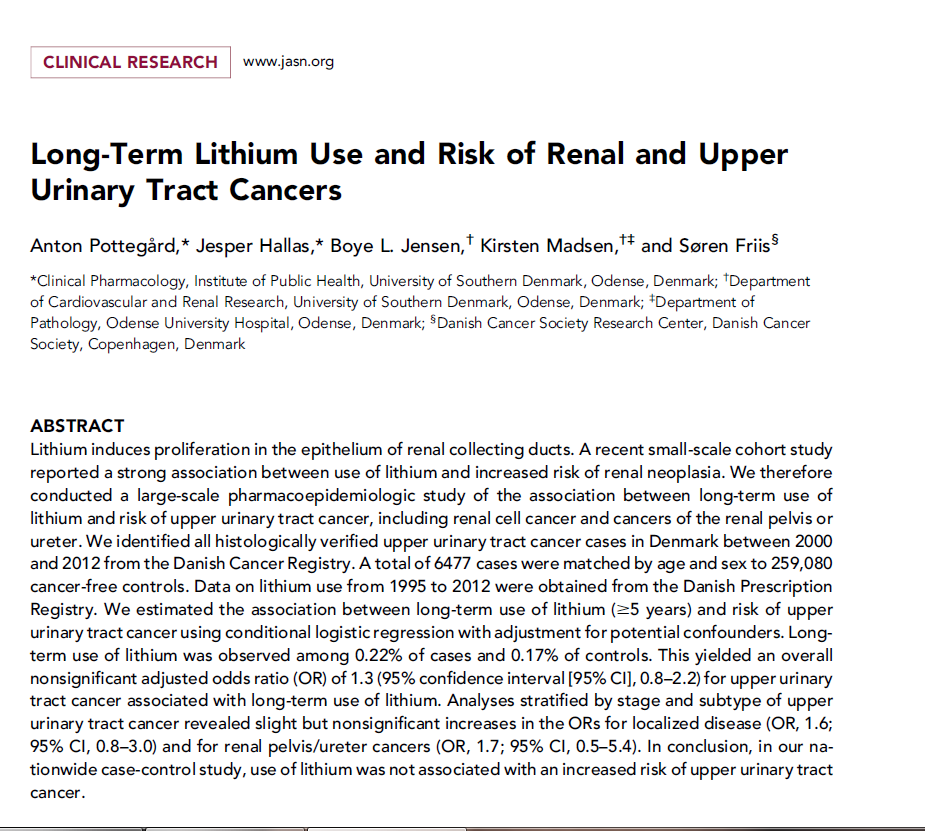 CLINICAL RESEARCH www.jasn.org
Long-Term Lithium Use and Risk of Renal and Upper
Urinary Tract Cancers
Anton Pottegård,* Jesper Hallas,* Boye L. Jensen,† Kirsten Madsen,†‡ and Søren Friis§
*Clinical Pharmacology, Institute of Public Health, University of Southern Denmark, Odense, Denmark; †Department
of Cardiovascular and Renal Research, University of Southern Denmark, Odense, Denmark; ‡Department of
Pathology, Odense University Hospital, Odense, Denmark; §Danish Cancer Society Research Center, Danish Cancer
Society, Copenhagen, Denmark
ABSTRACT
Lithium induces proliferation in the epithelium of renal collecting ducts. A recent small-scale cohort study
reported a strong association between use of lithium and increased risk of renal neoplasia. We therefore
conducted a large-scale pharmacoepidemiologic study of the association between long-term use of
lithium and risk of upper urinary tract cancer, including renal cell cancer and cancers of the renal pelvis or
ureter. We identified all histologically verified upper urinary tract cancer cases in Denmark between 2000
and 2012 from the Danish Cancer Registry. A total of 6477 cases were matched by age and sex to 259,080
cancer-free controls. Data on lithium use from 1995 to 2012 were obtained from the Danish Prescription
Registry. We estimated the association between long-term use of lithium (≥5 years) and risk of upper
urinary tract cancer using conditional logistic regression with adjustment for potential confounders. Long-
term use of lithium was observed among 0.22% of cases and 0.17% of controls. This yielded an overall
nonsignificant adjusted odds ratio (OR) of 1.3 (95% confidence interval [95% CI], 0.8–2.2) for upper urinary
tract cancer associated with long-term use of lithium. Analyses stratified by stage and subtype of upper
urinary tract cancer revealed slight but nonsignificant increases in the ORs for localized disease (OR, 1.6;
95% CI, 0.8–3.0) and for renal pelvis/ureter cancers (OR, 1.7; 95% CI, 0.5–5.4). In conclusion, in our na-
tionwide case-control study, use of lithium was not associated with an increased risk of upper urinary tract
cancer.